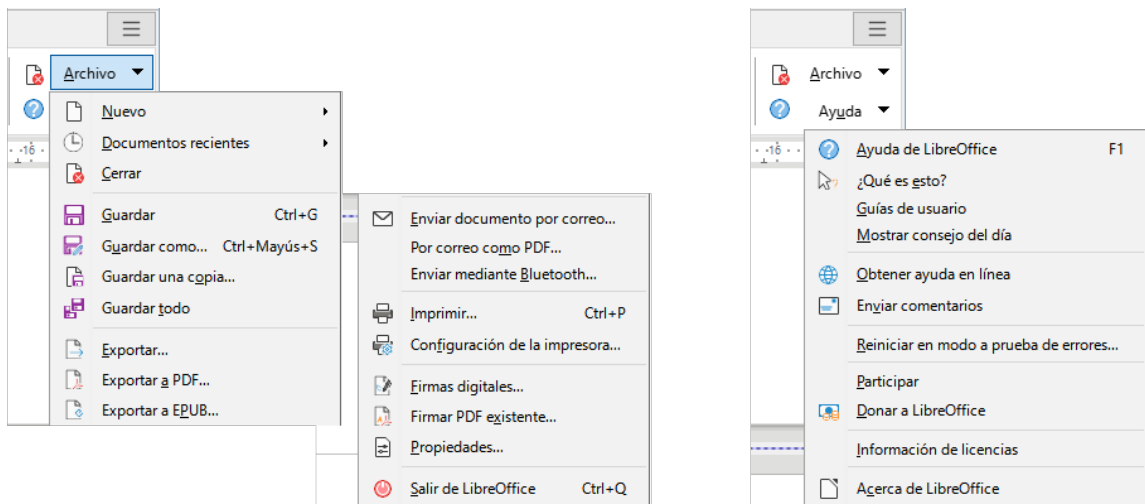 Archivo
Nuevo
Documentos recientes
Cerrar
Guardar Ctrl+G
Guardar como... Ctrl+Mayús+S
Guardar una copia...
Guardar todo
Exportar...
Exportar a PDF...
Exportar a EPUB...
16
Enviar documento por correo...
Por correo como PDF...
Enviar mediante Bluetooth...
Imprimir... Ctrl+P
Configuración de la impresora...
Firmas digitales...
Firmar PDF existente...
Propiedades...
Salir de LibreOffice Ctrl+Q
Archivo
Ayuda
16
Ayuda de LibreOffice F1
¿Qué es esto?
Guías de usuario
Mostrar consejo del día
Obtener ayuda en línea
Enviar comentarios
Reiniciar en modo a prueba de errores...
Participar
Donar a LibreOffice
Información de licencias
Acerca de LibreOffice